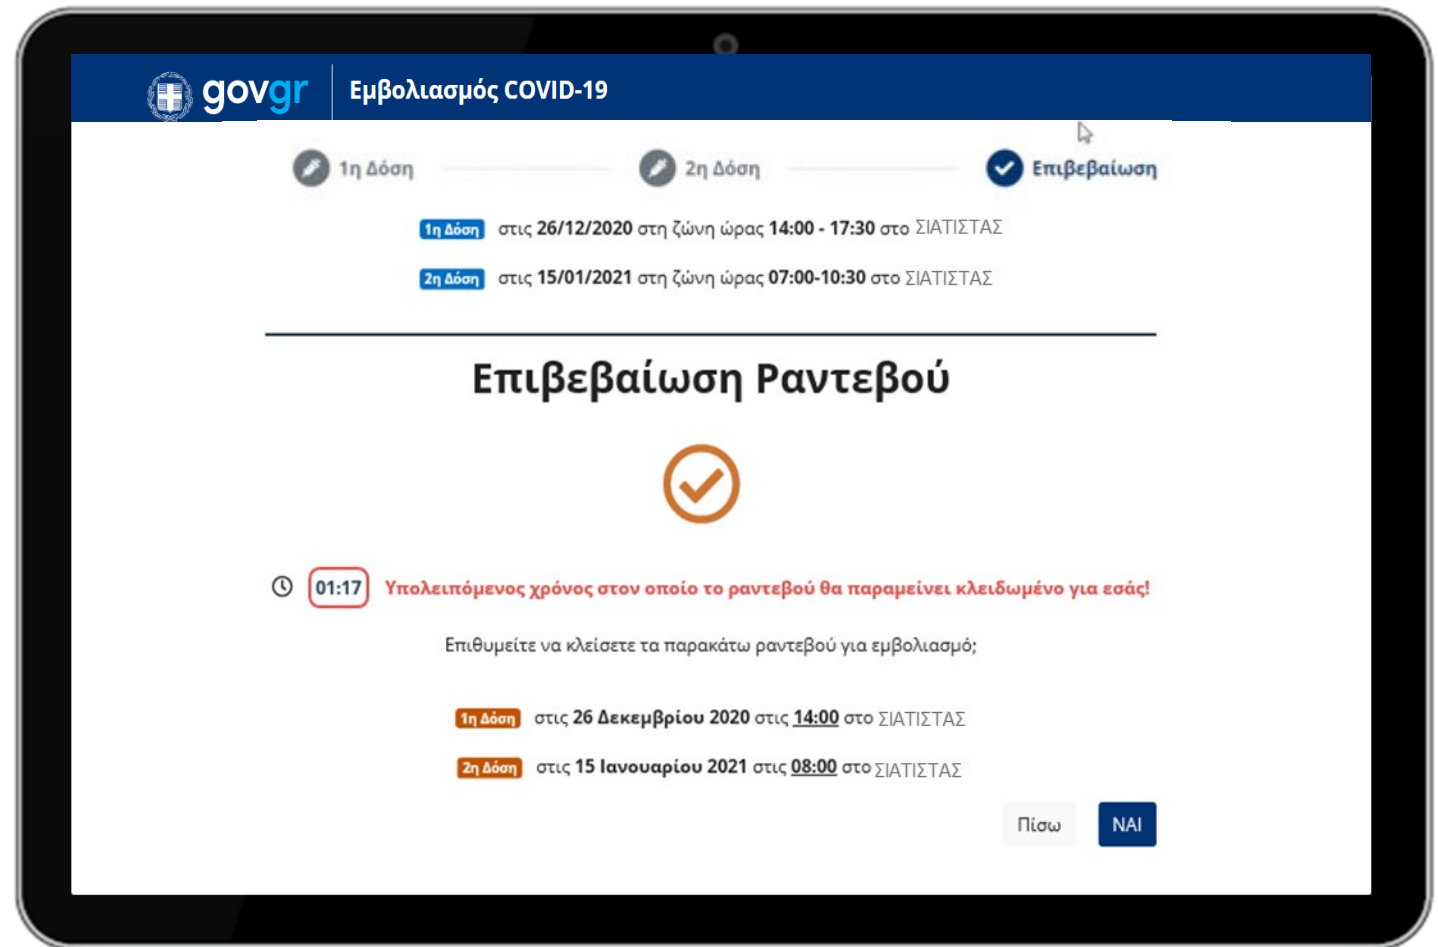 govgr Εμβολιασμός COVID-19
1η Δόση 2η Δόση Επιβεβαίωση
1η Δόση στις 26/12/2020 στη ζώνη ώρας 14:00 - 17:30 στο ΣΙΑΤΙΣΤΑΣ
2η Δόση στις 15/01/2021 στη ζώνη ώρας 07:00-10:30 στο ΣΙΑΤΙΣΤΑΣ
Επιβεβαίωση Ραντεβού
01:17 Υπολειπόμενος χρόνος στον οποίο το ραντεβού θα παραμείνει κλειδωμένο για εσάς!
Επιθυμείτε να κλείσετε τα παρακάτω ραντεβού για εμβολιασμό;
1η Δόση στις 26 Δεκεμβρίου 2020 στις 14:00 στο ΣΙΑΤΙΣΤΑΣ
2η Δόση στις 15 Ιανουαρίου 2021 στις 08:00 στο ΣΙΑΤΙΣΤΑΣ
Πίσω ΝΑΙ